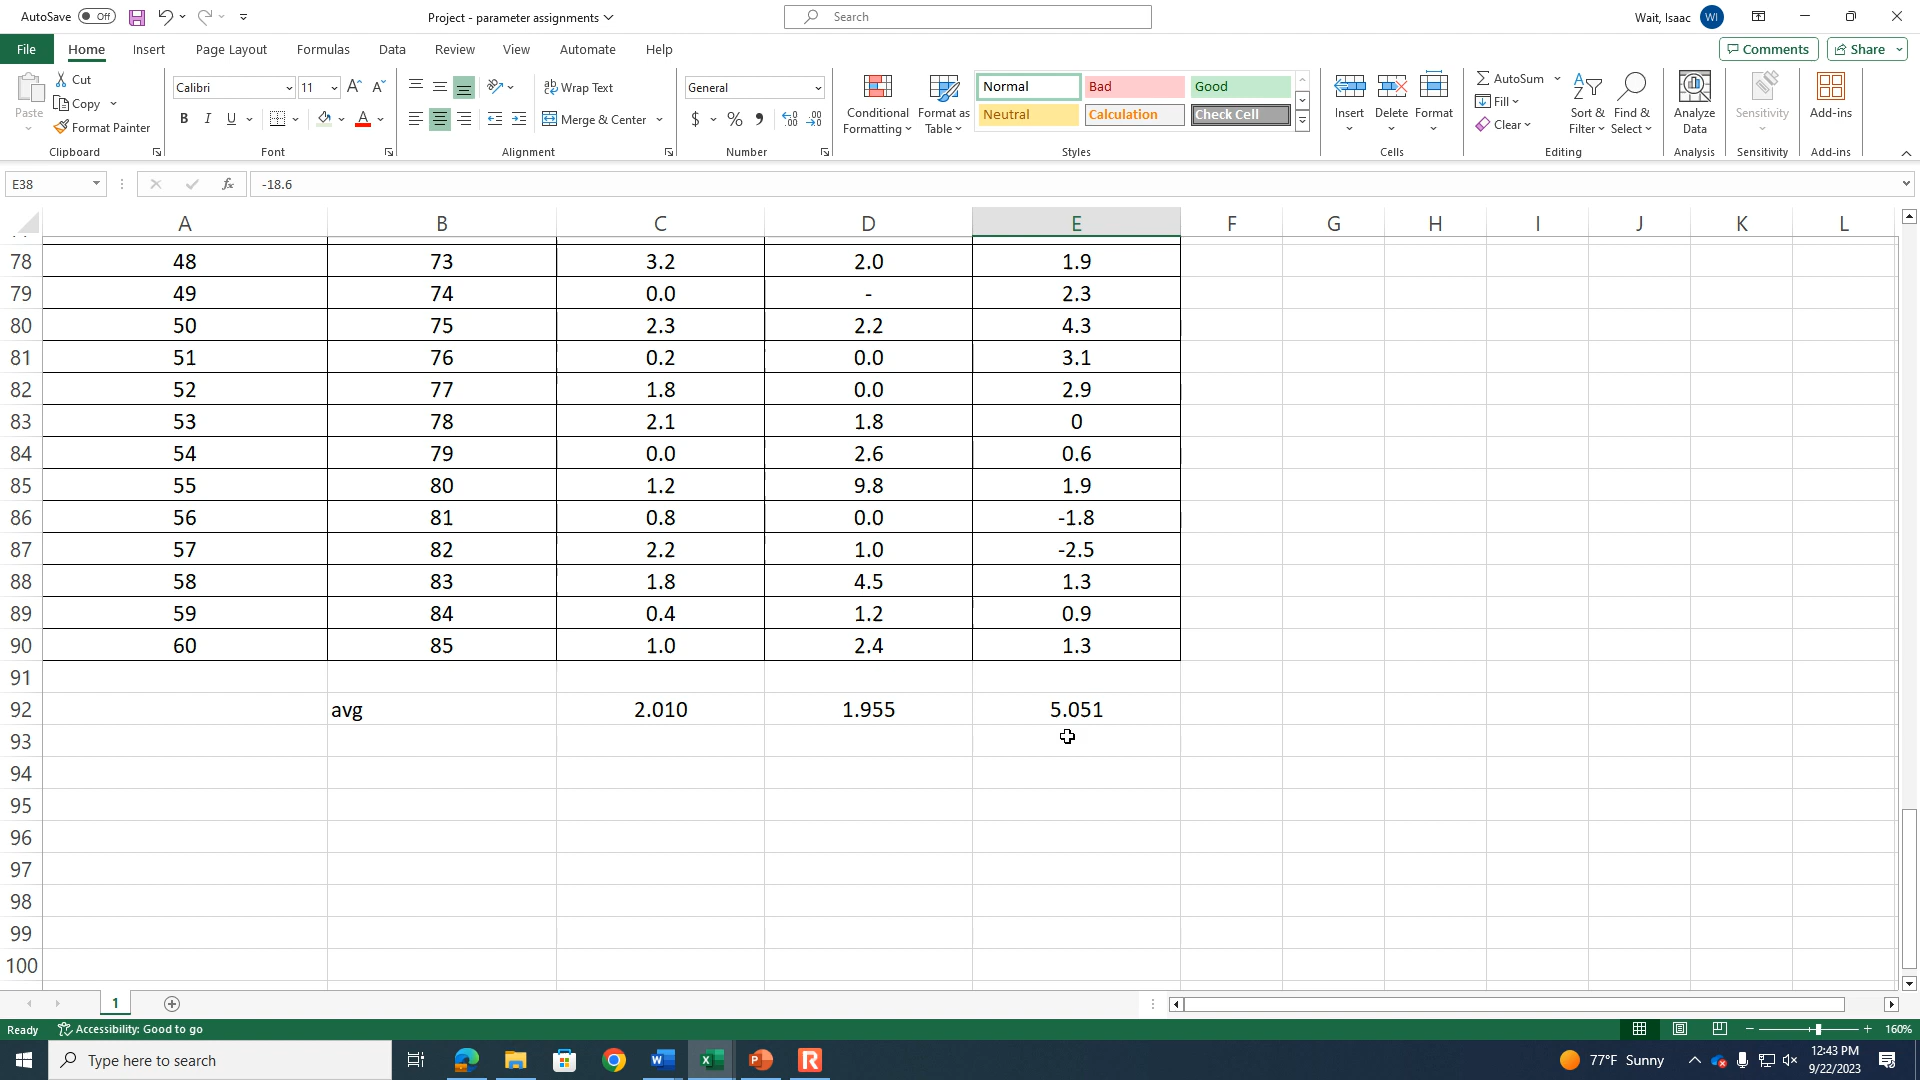 AutoSave Off Project - parameter assignments Search Wait, Isaac WI
File Home Insert Page Layout Formulas Data Review View Automate Help Comments Share
Paste Cut Copy Format Painter Clipboard
Calibri 11 A A B I U A Font
Wrap Text Merge & Center Alignment
General $ % Number
Conditional Formatting Format as Table Normal Bad Good Neutral Calculation Check Cell Styles
Insert Delete Format Cells
AutoSum Fill Clear Sort & Filter Find & Select Editing
Analyze Data Analysis Sensitivity Sensitivity Add-ins Add-ins
E38 fx -18.6
A B C D E F G H I J K L
78 48 73 3.2 2.0 1.9
79 49 74 0.0 - 2.3
80 50 75 2.3 2.2 4.3
81 51 76 0.2 0.0 3.1
82 52 77 1.8 0.0 2.9
83 53 78 2.1 1.8 0
84 54 79 0.0 2.6 0.6
85 55 80 1.2 9.8 1.9
86 56 81 0.8 0.0 -1.8
87 57 82 2.2 1.0 -2.5
88 58 83 1.8 4.5 1.3
89 59 84 0.4 1.2 0.9
90 60 85 1.0 2.4 1.3
91
92 avg 2.010 1.955 5.051
93
94
95
96
97
98
99
100
1
Ready Accessibility: Good to go 160%
Type here to search 77°F Sunny 12:43 PM
9/22/2023